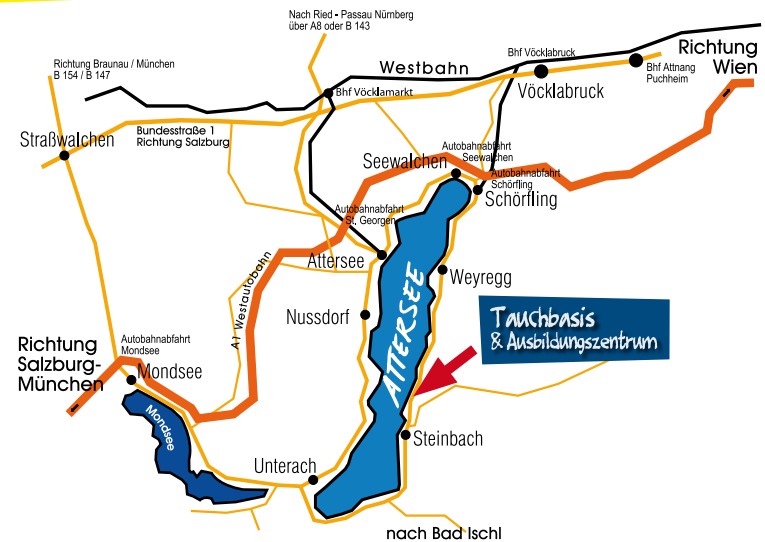 Nach Ried - Passau Nürnberg
über A8 oder B 143
Richtung Braunau / München
B 154 / B 147
Bhf Vöcklabruck
Westbahn
Richtung
Wien
Bhf Attnang
Puchheim
Vöcklabruck
Bhf Vöcklamarkt
Straßwalchen
Bundesstraße 1
Richtung Salzburg
Autobahnabfahrt
Seewalchen
Seewalchen
Autobahnabfahrt
Schörfling
Schörfling
Autobahnabfahrt
St. Georgen
Attersee
Weyregg
ATTERSEE
A1 Westautobahn
Nussdorf
Tauchbasis
& Ausbildungszentrum
Richtung
Salzburg-
München
Autobahnabfahrt
Mondsee
Mondsee
Mondsee
Steinbach
Unterach
nach Bad Ischl